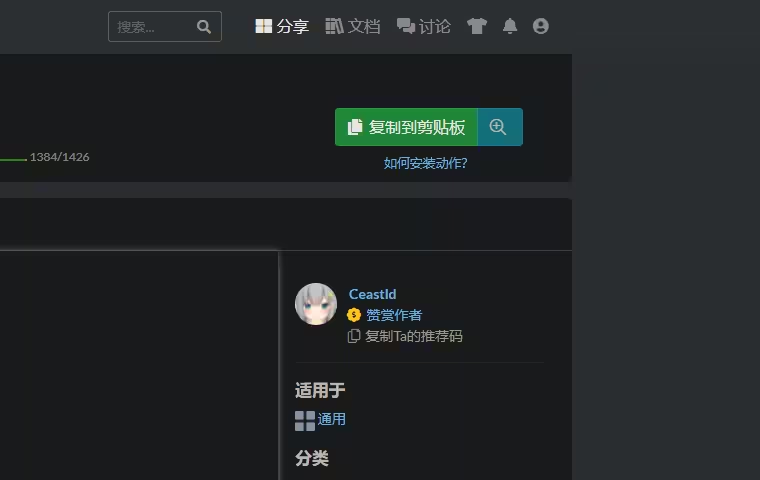 搜索... 分享 文档 讨论
复制到剪贴板
1384/1426
如何安装动作?
CeastId
赞赏作者
复制Ta的推荐码
适用于
通用
分类